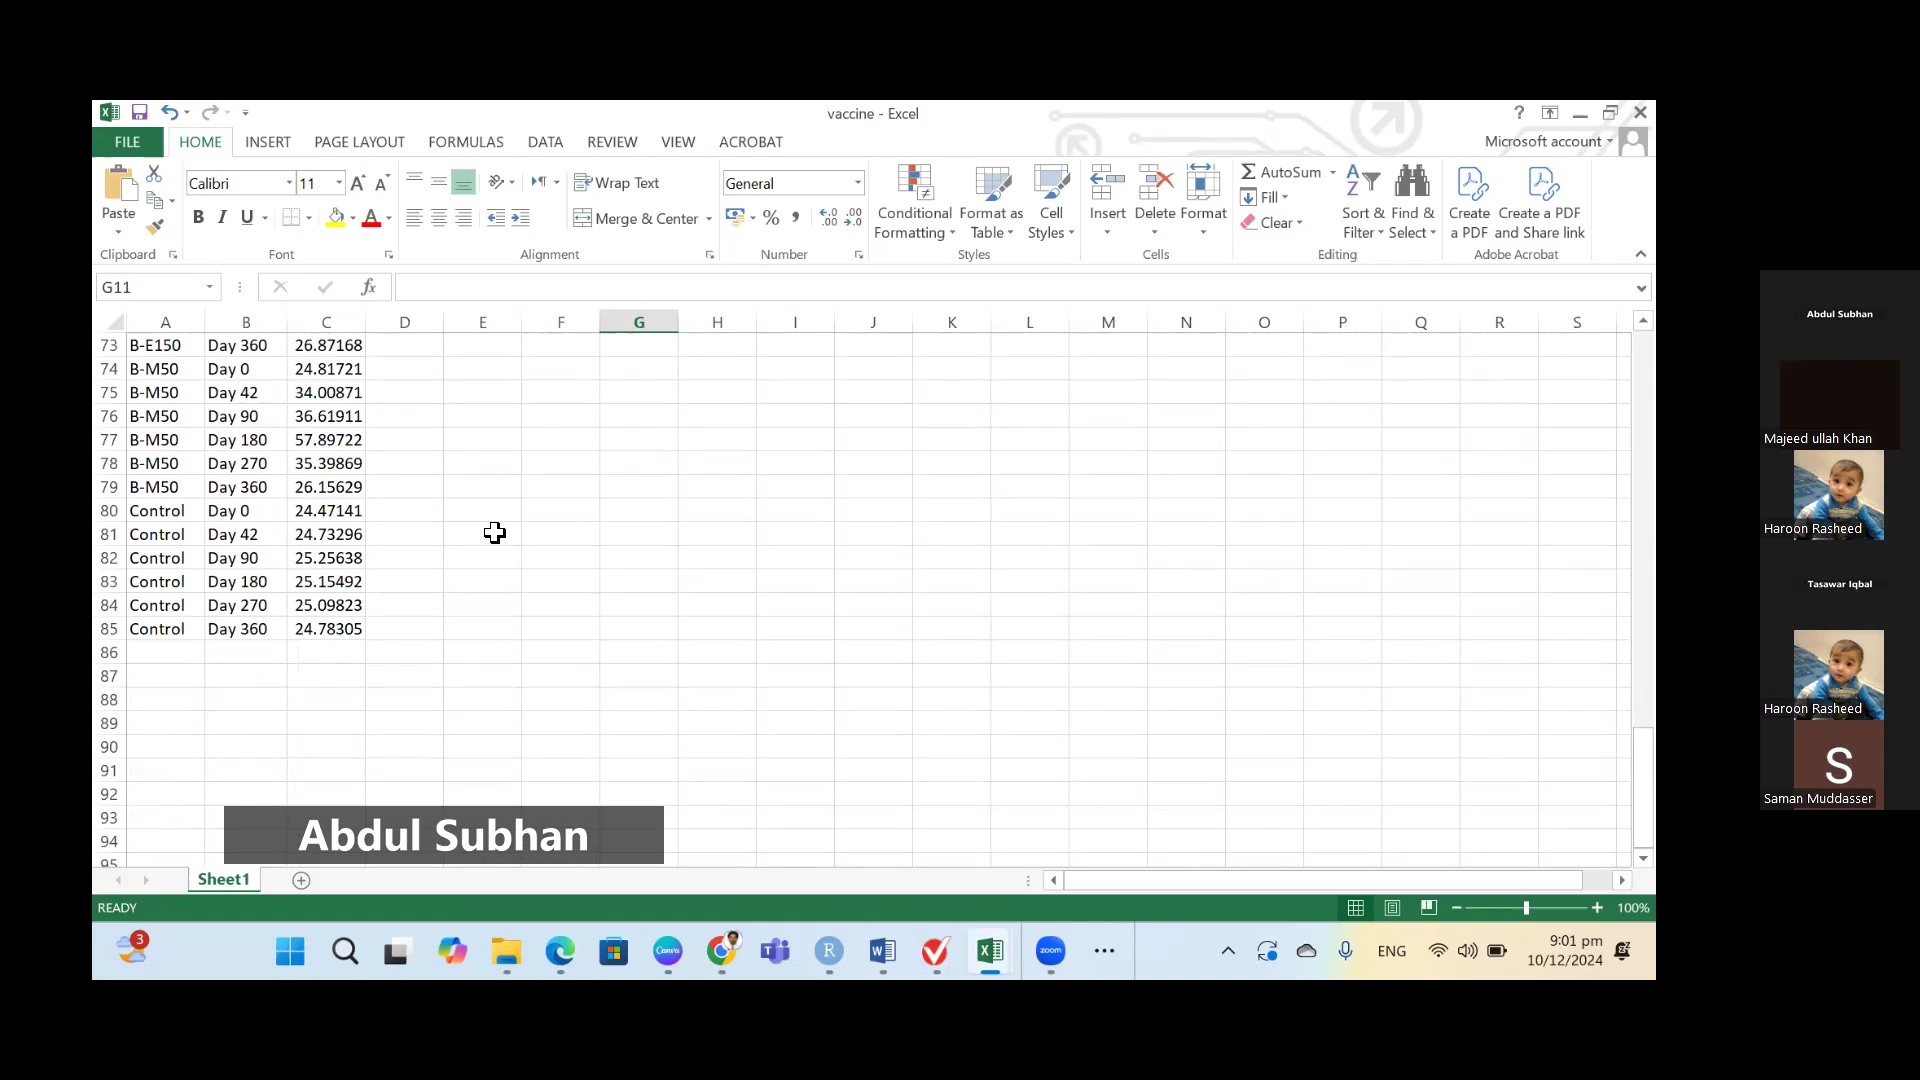 vaccine - Excel
FILE HOME INSERT PAGE LAYOUT FORMULAS DATA REVIEW VIEW ACROBAT Microsoft account
Paste
Clipboard
Calibri 11
Font
Wrap Text
Merge & Center
Alignment
General
Number
Conditional Formatting
Format as Table
Cell Styles
Styles
Insert Delete Format
Cells
AutoSum
Fill
Clear
Sort & Filter
Find & Select
Editing
Create a PDF
Create a PDF and Share link
Adobe Acrobat
G11 fx
A B C D E F G H I J K L M N O P Q R S
73 B-E150 Day 360 26.87168
74 B-M50 Day 0 24.81721
75 B-M50 Day 42 34.00871
76 B-M50 Day 90 36.61911
77 B-M50 Day 180 57.89722
78 B-M50 Day 270 35.39869
79 B-M50 Day 360 26.15629
80 Control Day 0 24.47141
81 Control Day 42 24.73296
82 Control Day 90 25.25638
83 Control Day 180 25.15492
84 Control Day 270 25.09823
85 Control Day 360 24.78305
86
87
88
89
90
91
92
93
94
95
Abdul Subhan
Sheet1
READY 100%
3
zoom
ENG
9:01 pm
10/12/2024
Abdul Subhan
Majeed ullah Khan
Haroon Rasheed
Tasawar Iqbal
Haroon Rasheed
S
Saman Muddasser